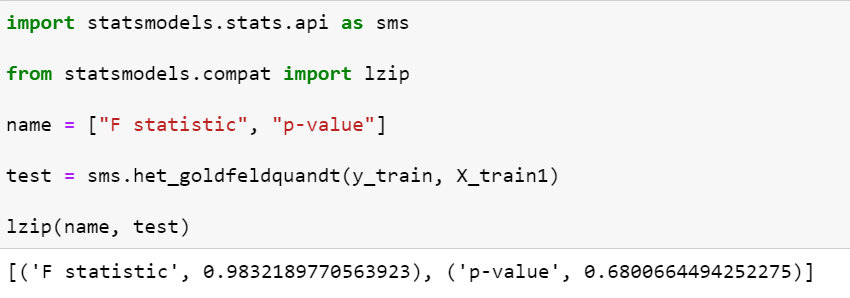 import statsmodels.stats.api as sms
from statsmodels.compat import lzip
name = ["F statistic", "p-value"]
test = sms.het_goldfeldquandt(y_train, X_train1)
lzip(name, test)
[('F statistic', 0.9832189770563923), ('p-value', 0.6800664494252275)]